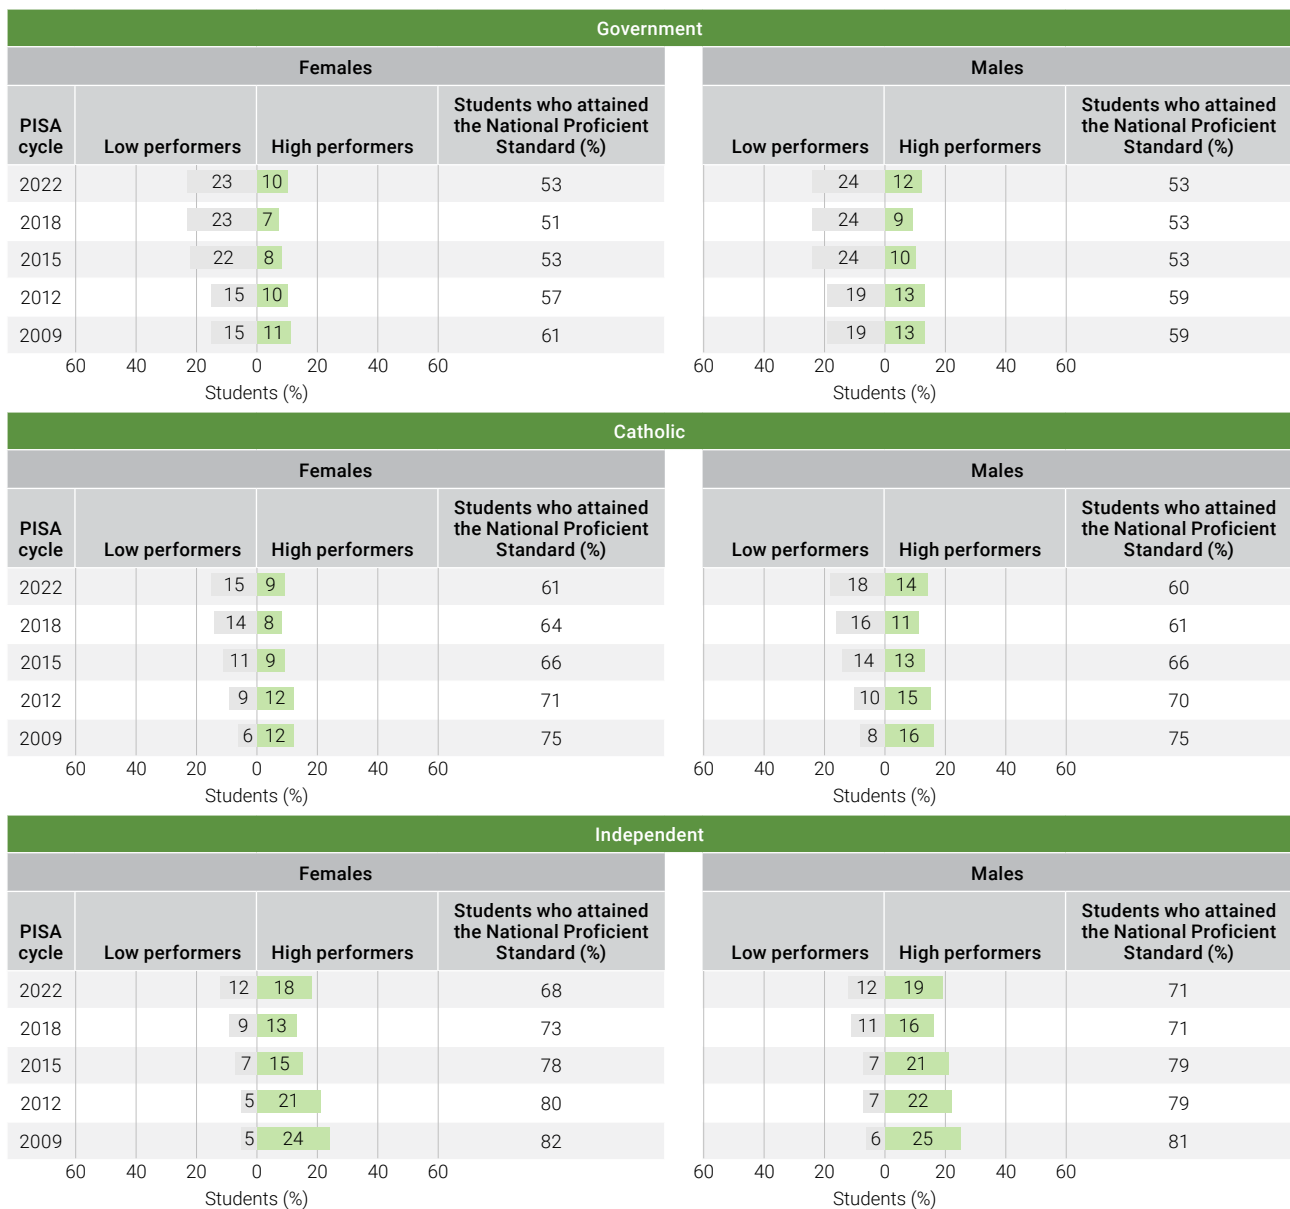 Government
Females Males
PISA cycle Low performers High performers Students who attained the National Proficient Standard (%) Low performers High performers Students who attained the National Proficient Standard (%)
2022 23 10 53 24 12 53
2018 23 7 51 24 9 53
2015 22 8 53 24 10 53
2012 15 10 57 19 13 59
2009 15 11 61 19 13 59
60 40 20 0 20 40 60 60 40 20 0 20 40 60
Students (%) Students (%)
Catholic
Females Males
PISA cycle Low performers High performers Students who attained the National Proficient Standard (%) Low performers High performers Students who attained the National Proficient Standard (%)
2022 15 9 61 18 14 60
2018 14 8 64 16 11 61
2015 11 9 66 14 13 66
2012 9 12 71 10 15 70
2009 6 12 75 8 16 75
60 40 20 0 20 40 60 60 40 20 0 20 40 60
Students (%) Students (%)
Independent
Females Males
PISA cycle Low performers High performers Students who attained the National Proficient Standard (%) Low performers High performers Students who attained the National Proficient Standard (%)
2022 12 18 68 12 19 71
2018 9 13 73 11 16 71
2015 7 15 78 7 21 79
2012 5 21 80 7 22 79
2009 5 24 82 6 25 81
60 40 20 0 20 40 60 60 40 20 0 20 40 60
Students (%) Students (%)